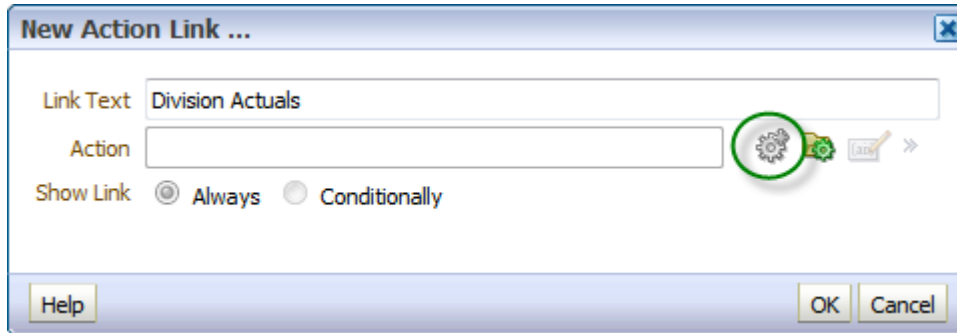 New Action Link ...
Link Text Division Actuals
Action
Show Link Always Conditionally
Help OK Cancel